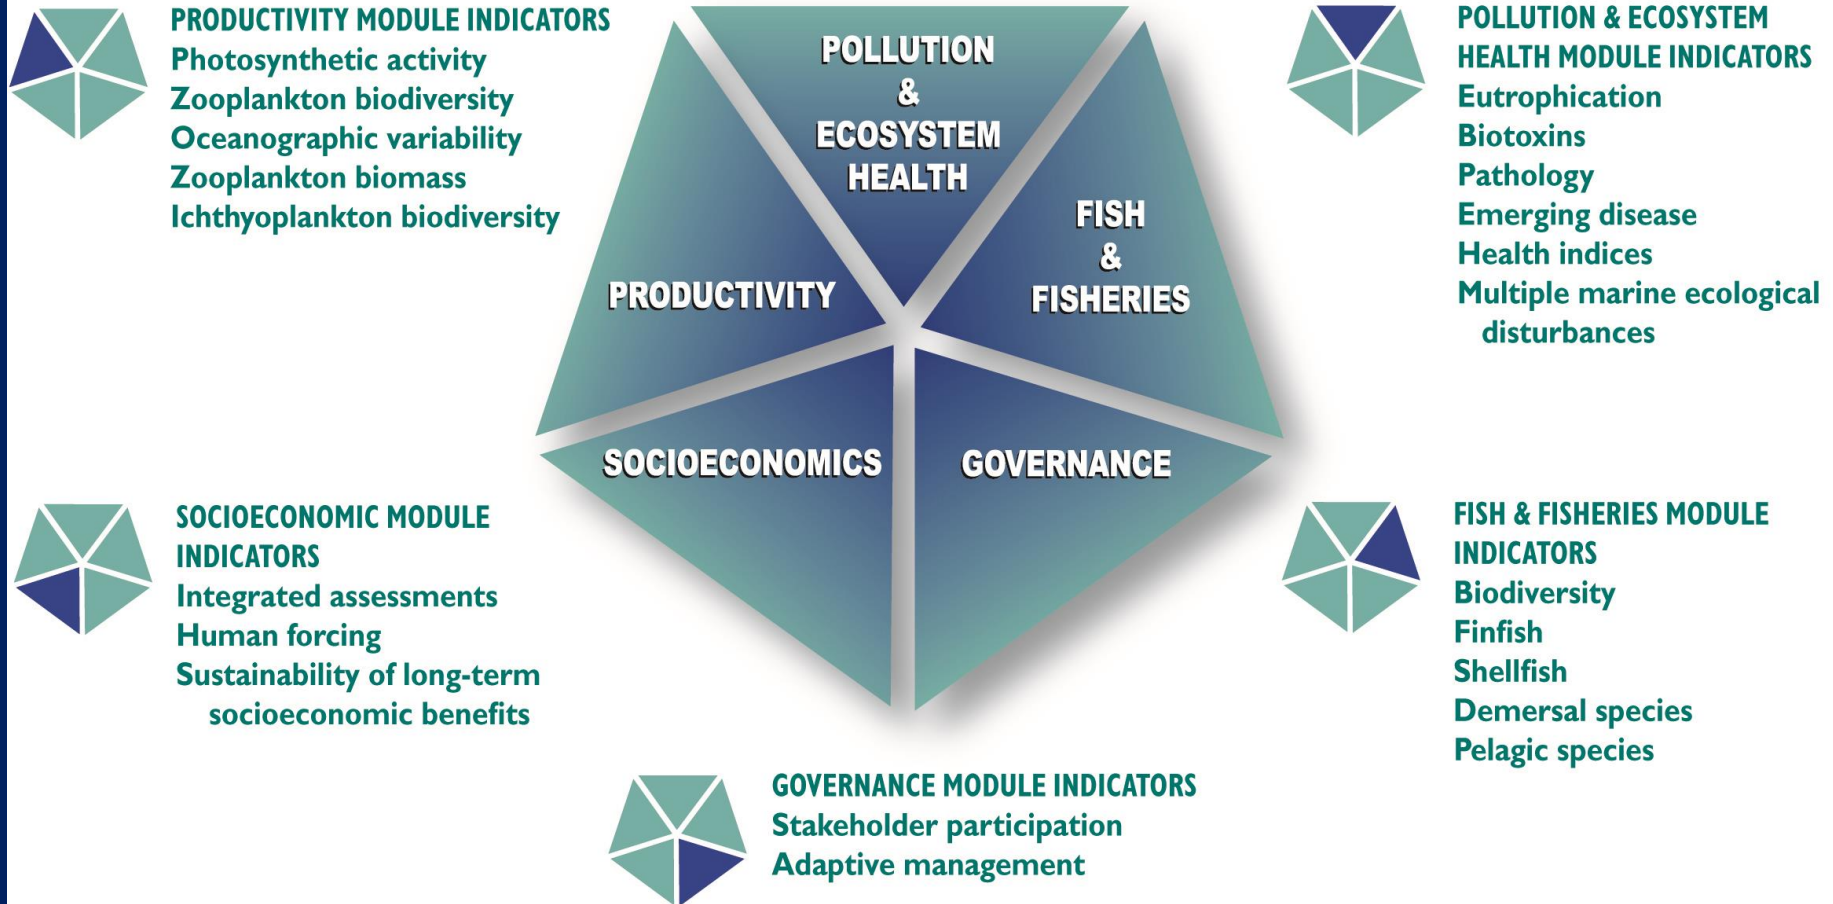 PRODUCTIVITY MODULE INDICATORS
Photosynthetic activity
Zooplankton biodiversity
Oceanographic variability
Zooplankton biomass
Ichthyoplankton biodiversity
POLLUTION
&
ECOSYSTEM
HEALTH
FISH
&
FISHERIES
PRODUCTIVITY
SOCIOECONOMICS
GOVERNANCE
POLLUTION & ECOSYSTEM
HEALTH MODULE INDICATORS
Eutrophication
Biotoxins
Pathology
Emerging disease
Health indices
Multiple marine ecological
disturbances
SOCIOECONOMIC MODULE
INDICATORS
Integrated assessments
Human forcing
Sustainability of long-term
socioeconomic benefits
FISH & FISHERIES MODULE
INDICATORS
Biodiversity
Finfish
Shellfish
Demersal species
Pelagic species
GOVERNANCE MODULE INDICATORS
Stakeholder participation
Adaptive management